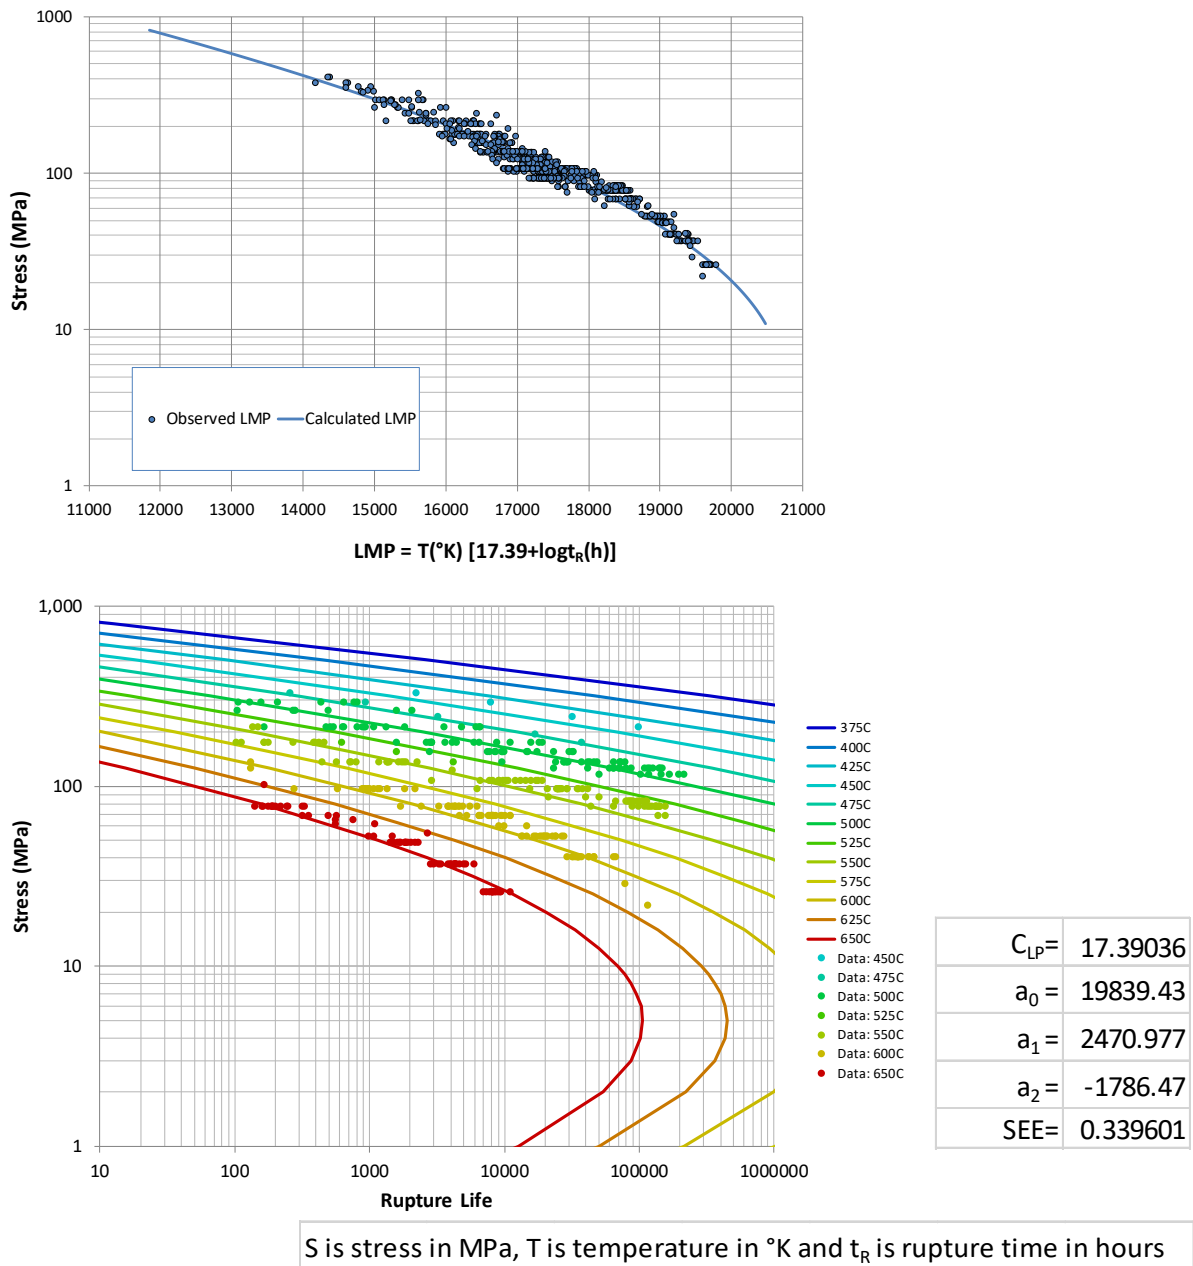 1000
100
10
1
Stress (MPa)
Observed LMP
Calculated LMP
11000 12000 13000 14000 15000 16000 17000 18000 19000 20000 21000
LMP = T(°K) [17.39+logtR(h)]
1,000
100
10
1
Stress (MPa)
10 100 1000 10000 100000 1000000
Rupture Life
375C
400C
425C
450C
475C
500C
525C
550C
575C
600C
625C
650C
Data: 450C
Data: 475C
Data: 500C
Data: 525C
Data: 550C
Data: 600C
Data: 650C
CLP= 17.39036
a0 = 19839.43
a1= 2470.977
a2 = -1786.47
SEE= 0.339601
S is stress in MPa, T is temperature in °K and tR is rupture time in hours